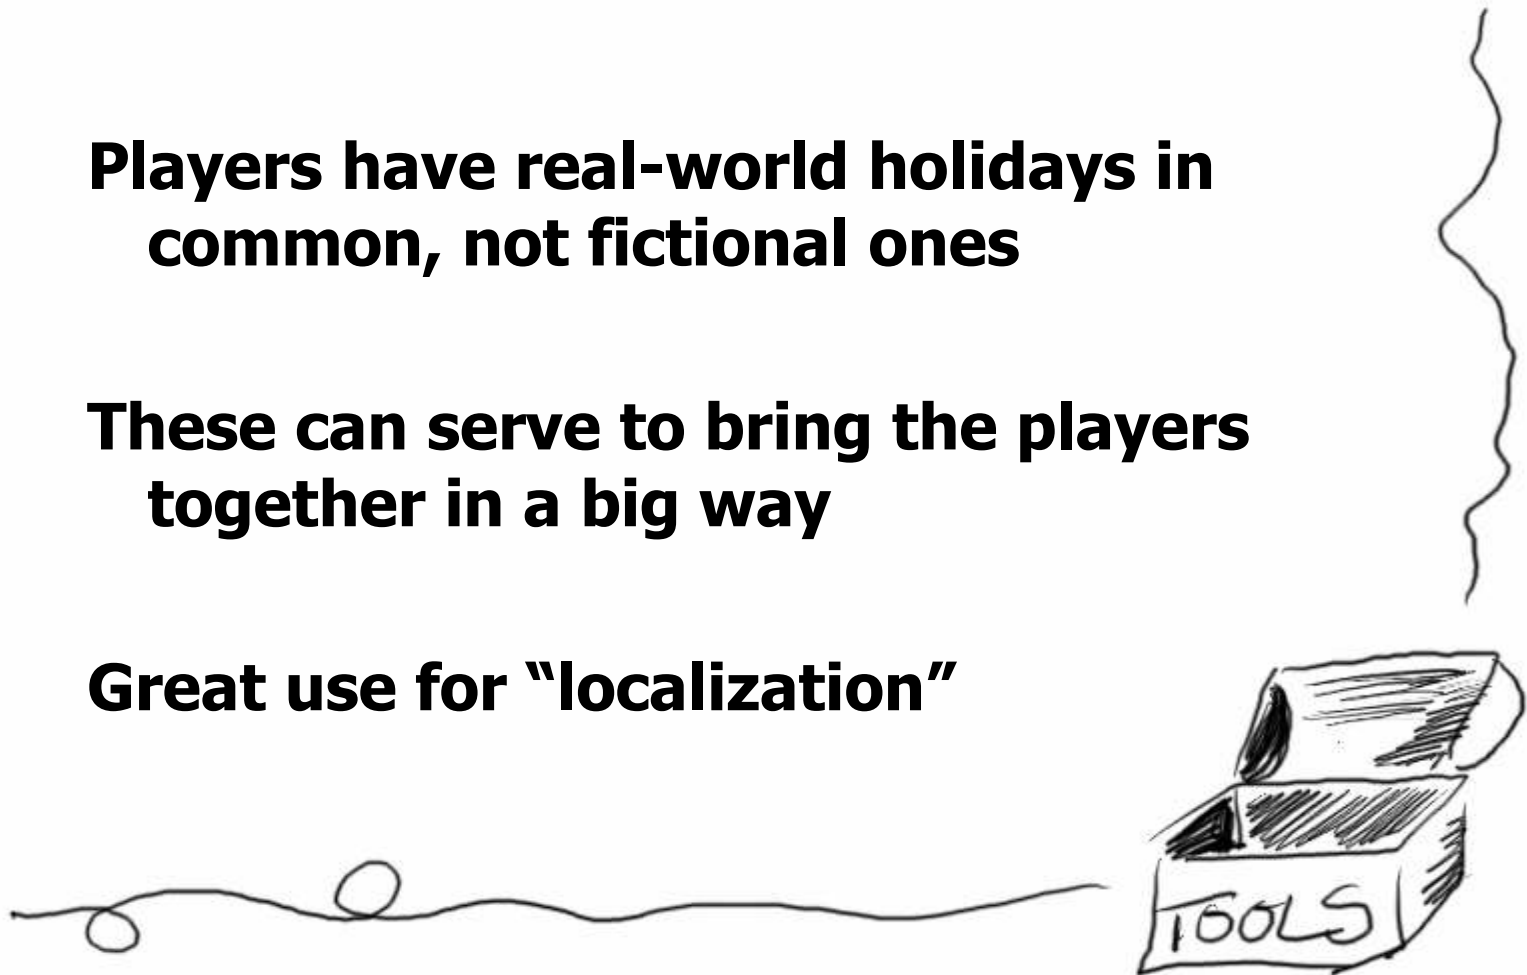 Players have real-world holidays in
common, not fictional ones
These can serve to bring the players
together in a big way
Great use for “localization”
TOOLS